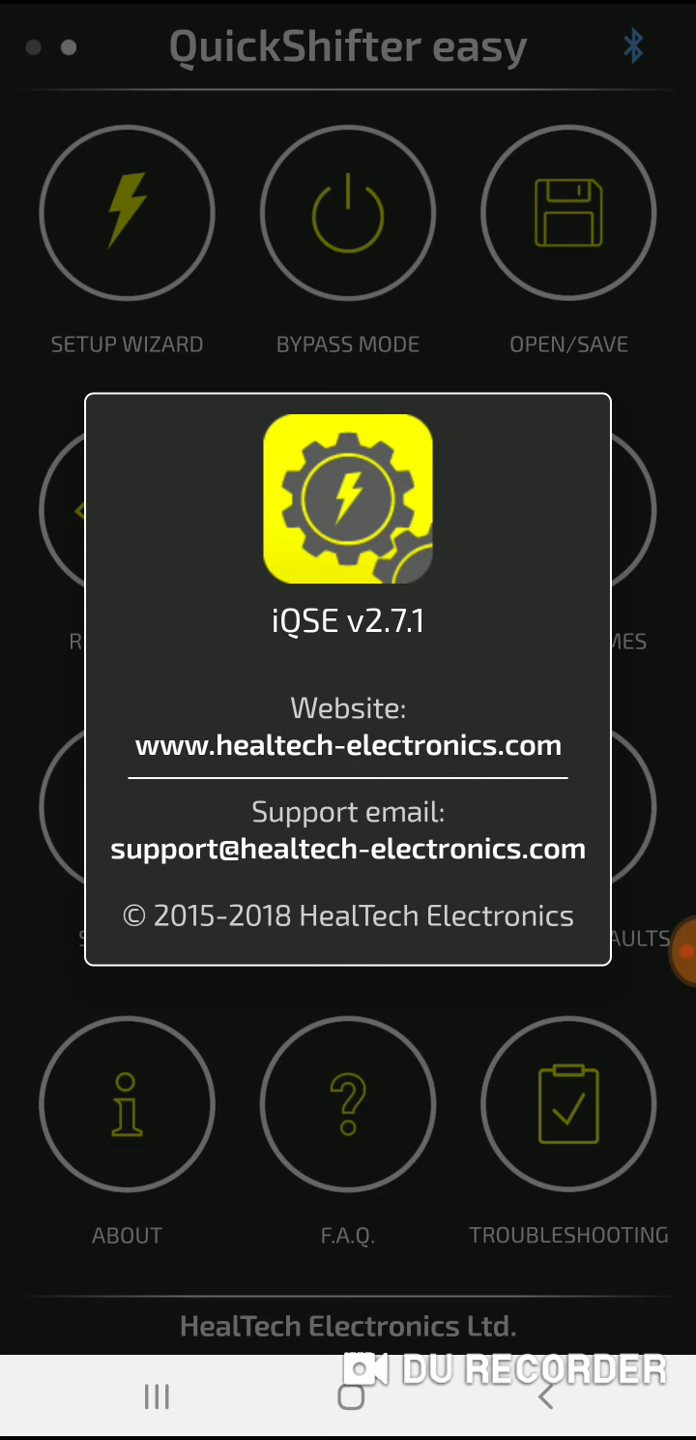 QuickShifter easy
SETUP WIZARD
BYPASS MODE
OPEN/SAVE
iQSE v2.7.1
Website:
www.healtech-electronics.com
Support email:
support@healtech-electronics.com
© 2015-2018 HealTech Electronics
ABOUT
F.A.Q.
TROUBLESHOOTING
HealTech Electronics Ltd.
DU RECORDER